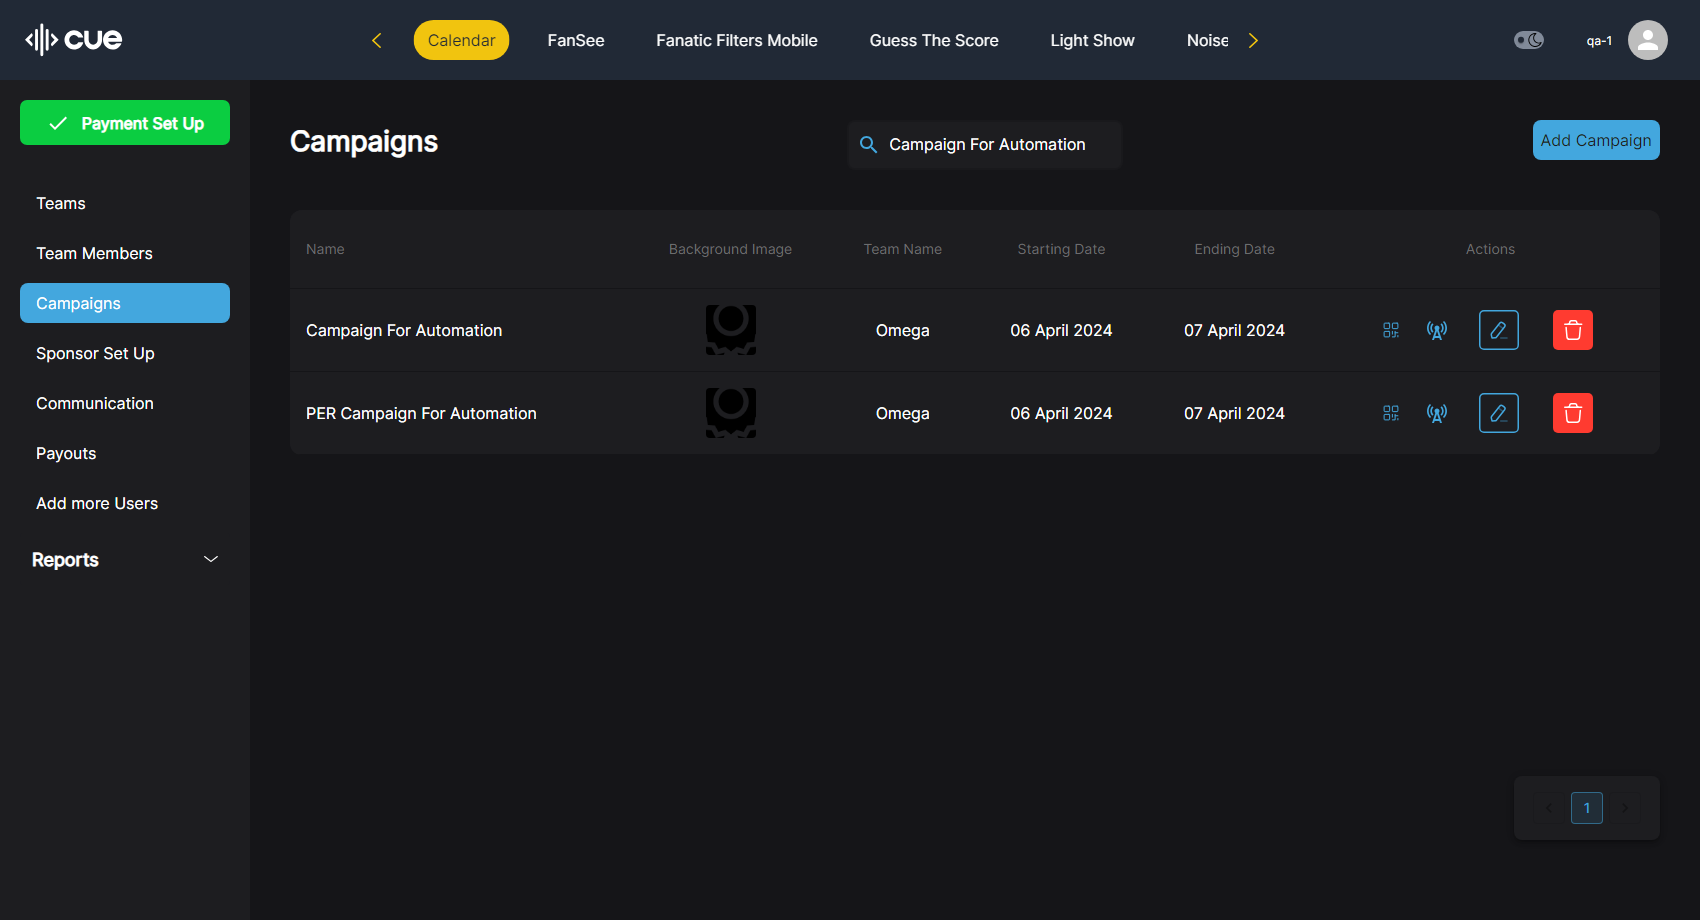 cue
Calendar
FanSee
Fanatic Filters Mobile
Guess The Score
Light Show
Noise
qa-1
Payment Set Up
Teams
Team Members
Campaigns
Sponsor Set Up
Communication
Payouts
Add more Users
Reports
Campaigns
Campaign For Automation
Add Campaign
Name Background Image Team Name Starting Date Ending Date Actions
Campaign For Automation Omega 06 April 2024 07 April 2024
PER Campaign For Automation Omega 06 April 2024 07 April 2024
1